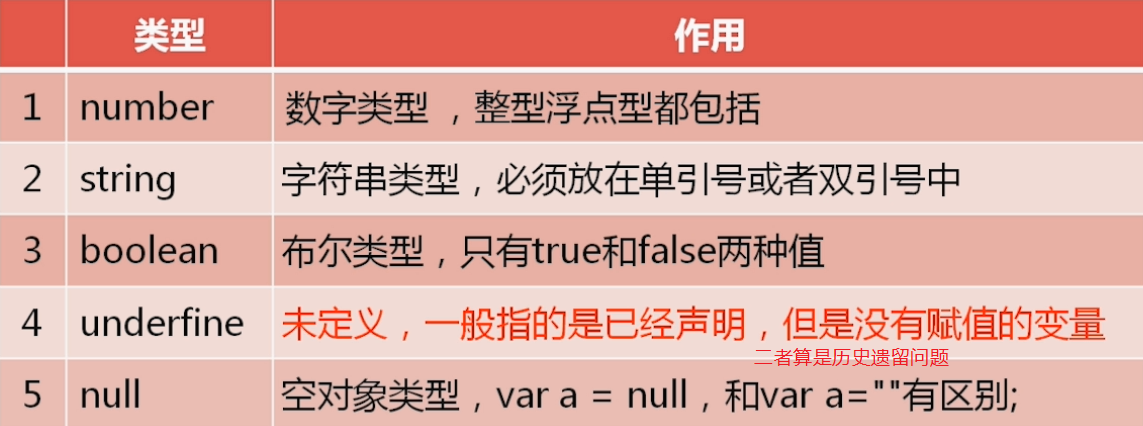 类型 作用
1 number 数字类型，整型浮点型都包括
2 string 字符串类型，必须放在单引号或者双引号中
3 boolean 布尔类型，只有true和false两种值
4 underfine 未定义，一般指的是已经声明，但是没有赋值的变量
二者算是历史遗留问题
5 null 空对象类型，var a = null，和var a=""有区别;